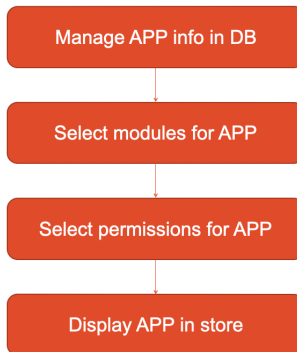 Manage APP info in DB
Select modules for APP
Select permissions for APP
Display APP in store